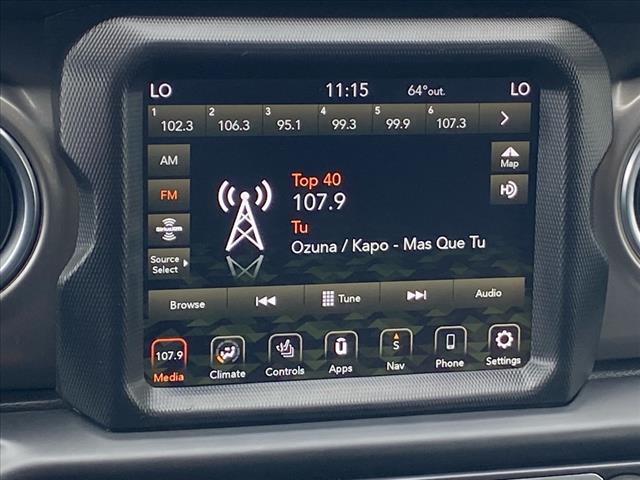 LO 11:15 64°out. LO
1 102.3 2 106.3 3 95.1 4 99.3 5 99.9 6 107.3
AM
Map
FM
HD
SiriusXM
Source
Select
Top 40
107.9
Tu
Ozuna / Kapo - Mas Que Tu
Browse Tune Audio
107.9 S
Media Climate Controls Apps Nav Phone Settings